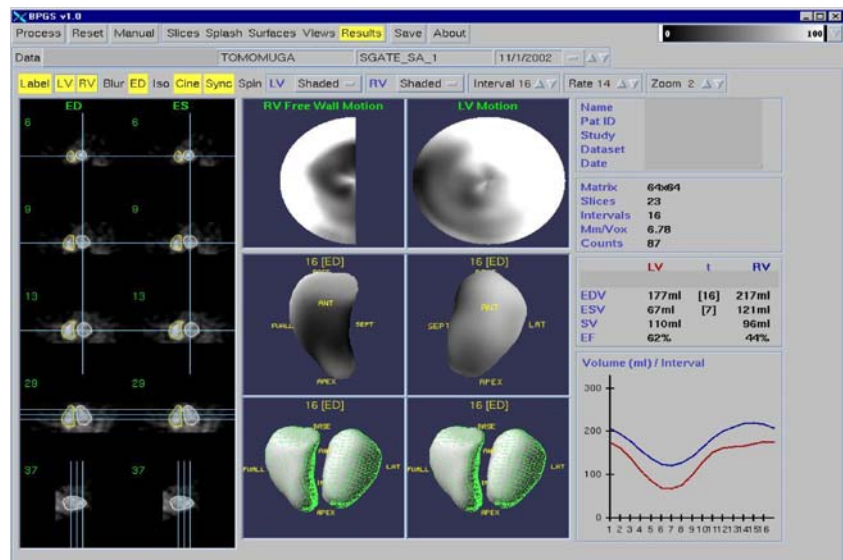 BPGS v1.0
Process Reset Manual Slices Splash Surfaces Views Results Save About
0 100
Data TOMOMUGA SGATE_SA_1 11/1/2002
Label LV RV Blur ED Iso Cine Sync Spin LV Shaded RV Shaded Interval 16 Rate 14 Zoom 2
ED ES
6 6
9 9
13 13
29 29
37 37
RV Free Wall Motion LV Motion
16 [ED] 16 [ED]
BASE
ANT ANT
FWALL SEPT SEPT LAT
APEX APEX
16 [ED] 16 [ED]
BASE BASE
FWALL LAT FWALL LAT
APEX APEX
Name
Pat ID
Study
Dataset
Date
Matrix 64x64
Slices 23
Intervals 16
Mm/Vox 6.78
Counts 87
LV t RV
EDV 177ml [16] 217ml
ESV 67ml [7] 121ml
SV 110ml 96ml
EF 62% 44%
Volume (ml) / Interval
300
200
100
0
1 2 3 4 5 6 7 8 9 10 11 12 13 14 15 16